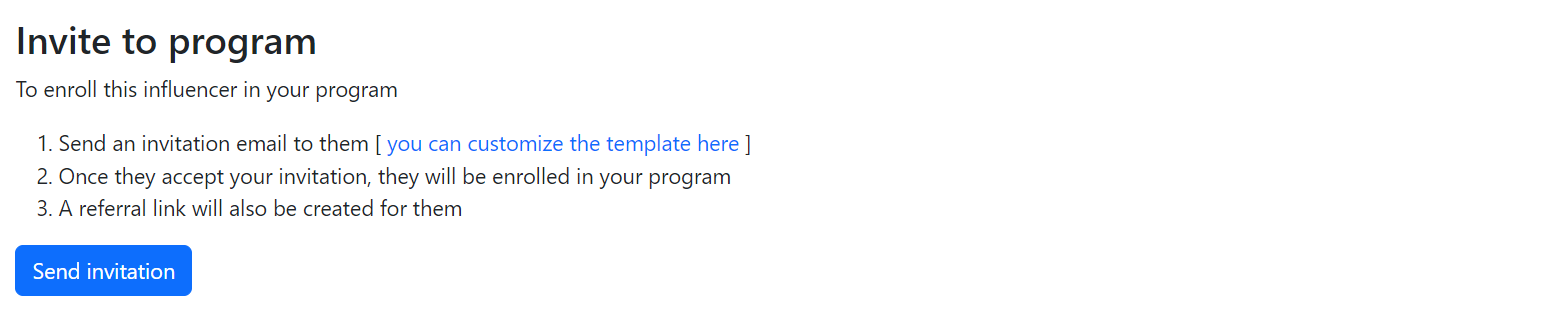 Invite to program
To enroll this influencer in your program
1. Send an invitation email to them [ you can customize the template here ]
2. Once they accept your invitation, they will be enrolled in your program
3. A referral link will also be created for them
Send invitation